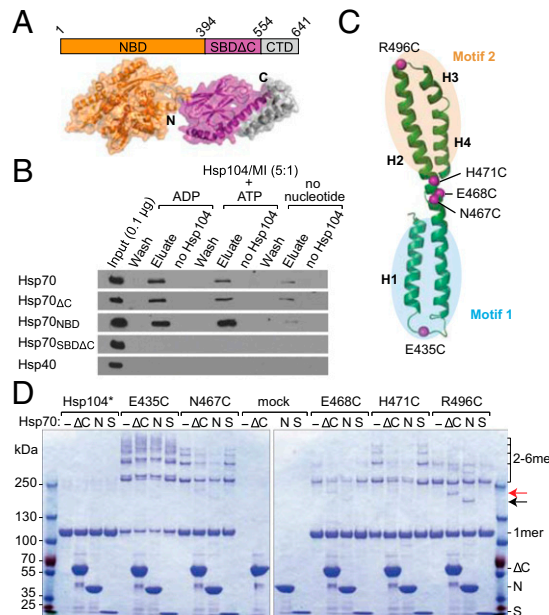 A
1 394 554 641
NBD SBDΔC CTD
N C
B
Hsp104/MI (5:1)
+
ADP ATP no nucleotide
Input (0.1 µg) Wash Eluate no Hsp104 Wash Eluate no Hsp104 Wash Eluate no Hsp104
Hsp70
Hsp70ΔC
Hsp70NBD
Hsp70SBDΔC
Hsp40
C
R496C Motif 2
H3
H4
H2
H471C
E468C
N467C
H1
Motif 1
E435C
D
Hsp104* E435C N467C mock E468C H471C R496C
Hsp70: – ΔC N S – ΔC N S – ΔC N S – ΔC N S – ΔC N S – ΔC N S – ΔC N S
kDa
2-6mer
250
130
1mer
100
70
55 ΔC
35 N
25 S